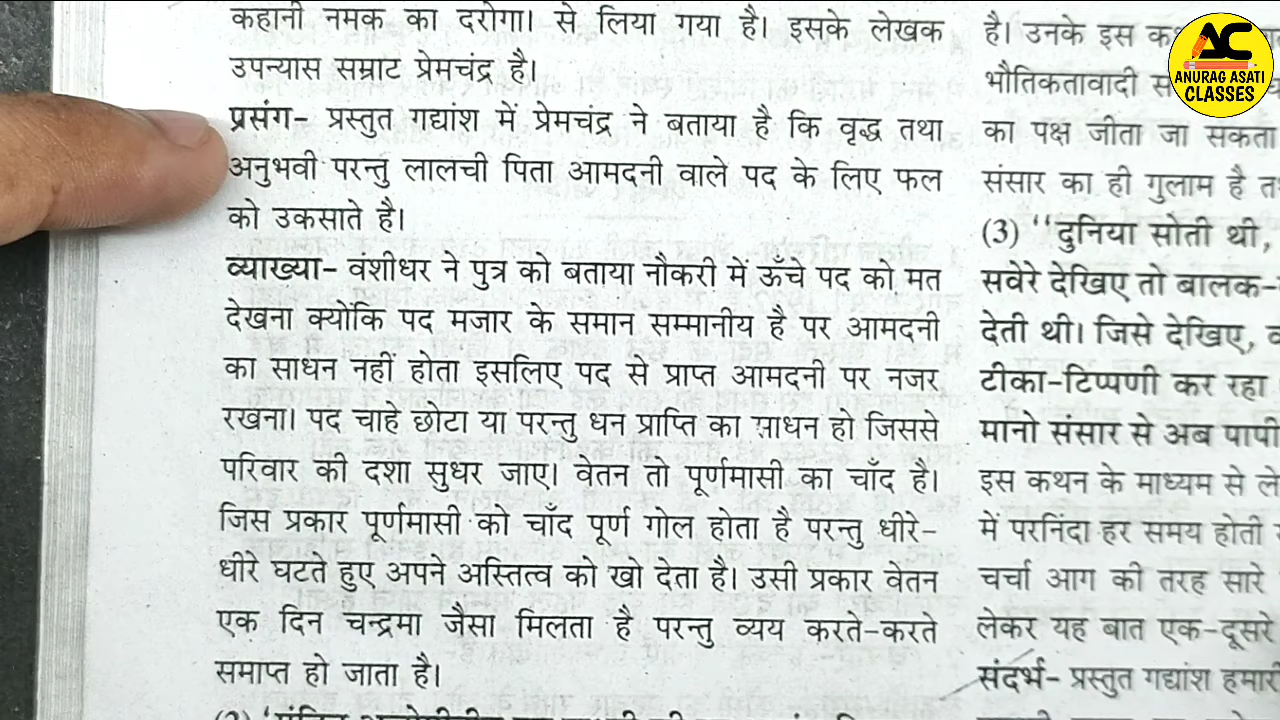 कहानी नमक का दरोगा। से लिया गया है। इसके लेखक
उपन्यास सम्राट प्रेमचंद्र है।
प्रसंग- प्रस्तुत गद्यांश में प्रेमचंद्र ने बताया है कि वृद्ध तथा
अनुभवी परन्तु लालची पिता आमदनी वाले पद के लिए फल
को उकसाते है।
व्याख्या- वंशीधर ने पुत्र को बताया नौकरी में ऊँचे पद को मत
देखना क्योंकि पद मजार के समान सम्मानीय है पर आमदनी
का साधन नहीं होता इसलिए पद से प्राप्त आमदनी पर नजर
रखना। पद चाहे छोटा या परन्तु धन प्राप्ति का साधन हो जिससे
परिवार की दशा सुधर जाए। वेतन तो पूर्णमासी का चाँद है।
जिस प्रकार पूर्णमासी को चाँद पूर्ण गोल होता है परन्तु धीरे-
धीरे घटते हुए अपने अस्तित्व को खो देता है। उसी प्रकार वेतन
एक दिन चन्द्रमा जैसा मिलता है परन्तु व्यय करते-करते
समाप्त हो जाता है।
है। उनके इस
भौतिकतावादी
का पक्ष जीता जा सकता
संसार का ही गुलाम है
(3) "दुनिया सोती थी,
सवेरे देखिए तो बालक-
देती थी। जिसे देखिए,
टीका-टिप्पणी कर रहा
मानो संसार से अब पापी
इस कथन के माध्यम से
में परनिंदा हर समय होती
चर्चा आग की तरह सारे
लेकर यह बात एक-दूसरे
संदर्भ- प्रस्तुत गद्यांश
AC
ANURAG ASATI
CLASSES